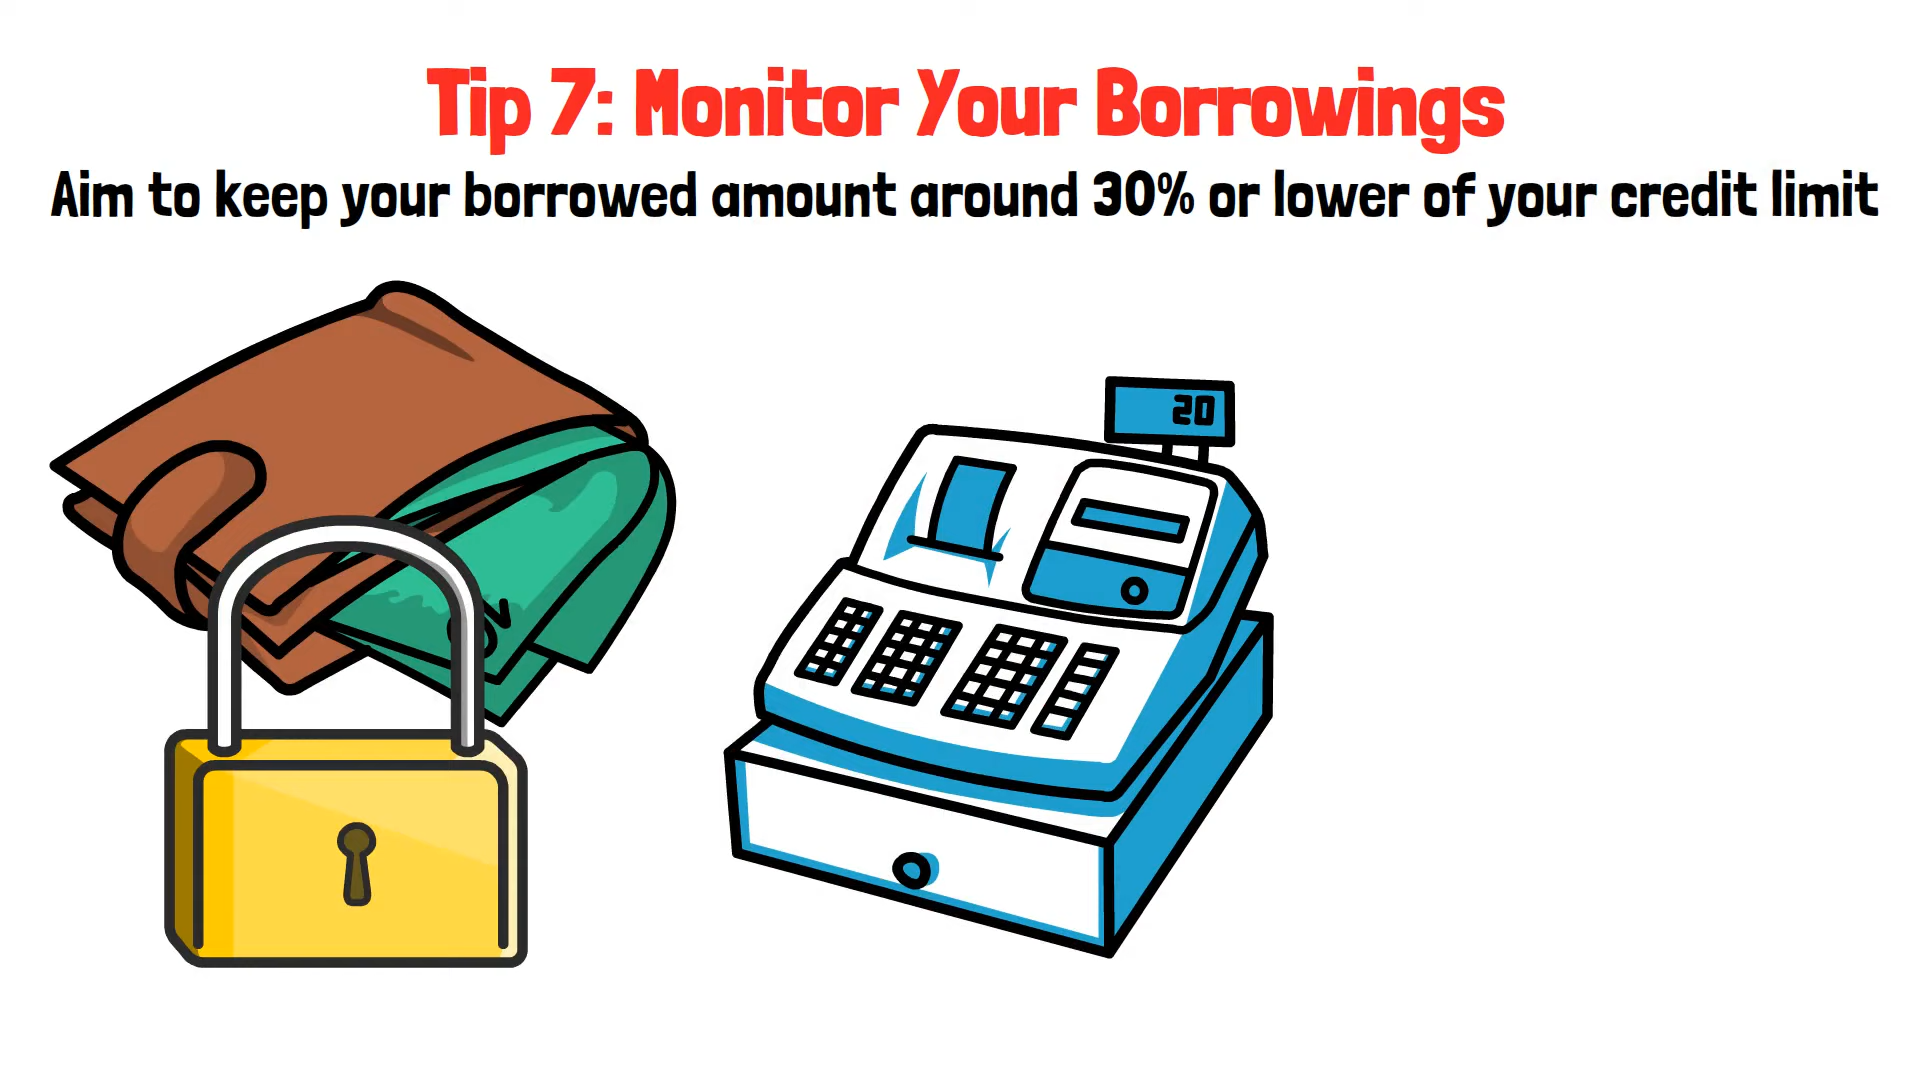 Tip 7: Monitor Your Borrowings
Aim to keep your borrowed amount around 30% or lower of your credit limit
20